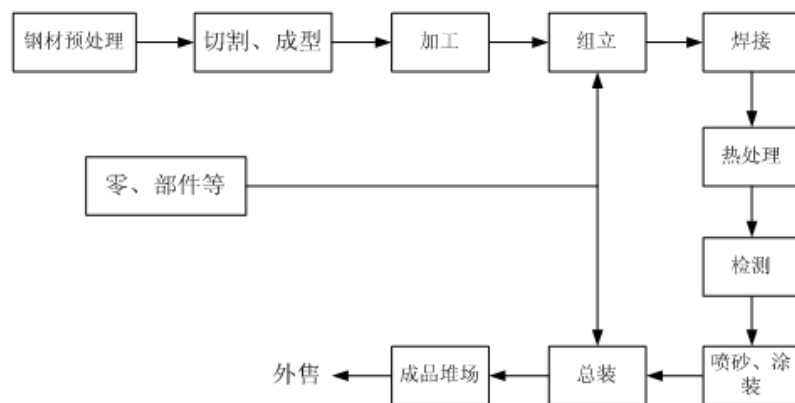 钢材预处理
切割、成型
加工
组立
焊接
热处理
零、部件等
检测
喷砂、涂
装
总装
成品堆场
外售